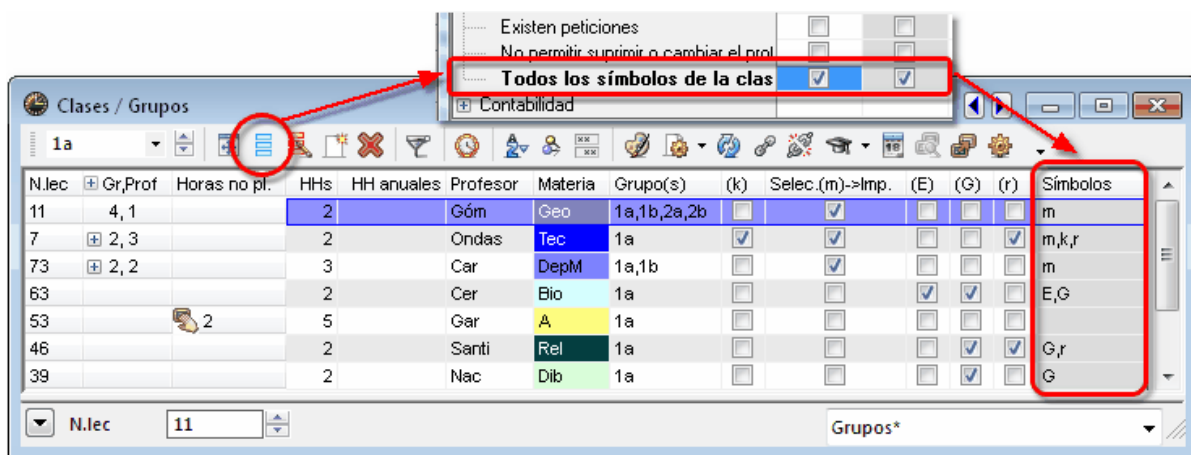 Existen peticiones
No permitir suprimir o cambiar el prof
Todos los símbolos de la clas
Contabilidad
Clases / Grupos
1a
N.lec Gr,Prof Horas no pl. HHs HH anuales Profesor Materia Grupo(s) (k) Selec.(m)->Imp. (E) (G) (r) Símbolos
11 4, 1 2 Góm Geo 1a,1b,2a,2b m
7 2, 3 2 Ondas Tec 1a m,k,r
73 2, 2 3 Car DepM 1a,1b m
63 2 Cer Bio 1a E,G
53 2 5 Gar A 1a
46 2 Santi Rel 1a G,r
39 2 Nac Dib 1a G
N.lec 11 Grupos*